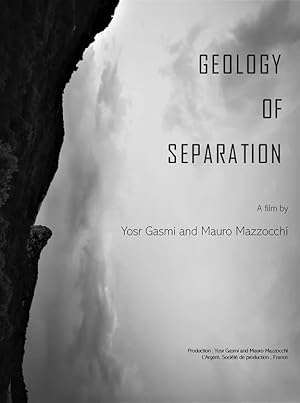 GEOLOGY
OF
SEPARATION
A film by
Yosr Gasmi and Mauro Mazzocchi
Production : Yosr Gasmi and Mauro Mazzocchi
L'Argent, Société de production , France